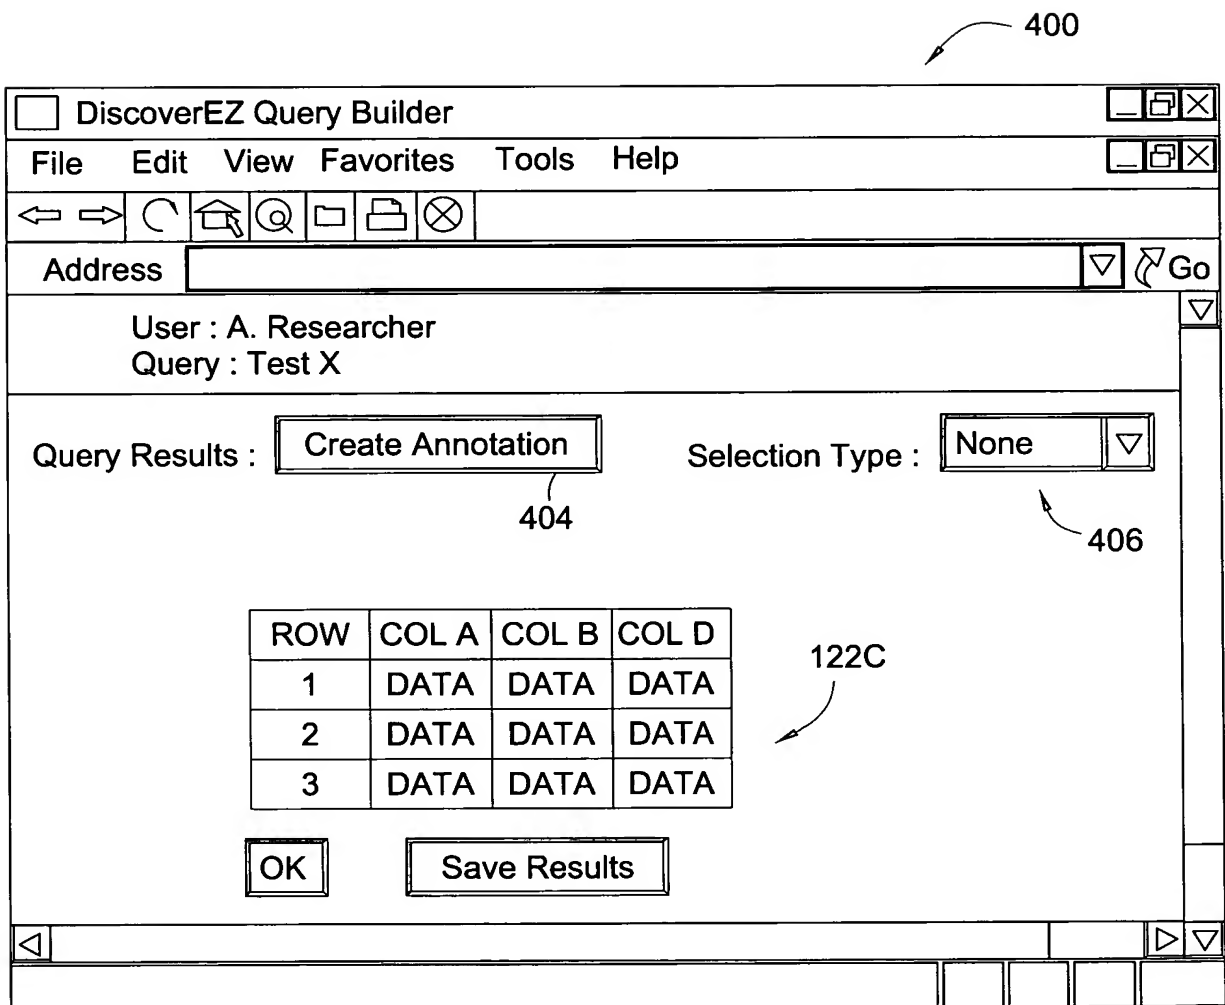 400
DiscoverEZ Query Builder
File Edit View Favorites Tools Help
Address Go
User : A. Researcher
Query : Test X
Query Results : Create Annotation Selection Type : None
404
406
ROW COL A COL B COL D
1 DATA DATA DATA
2 DATA DATA DATA
3 DATA DATA DATA
122C
OK Save Results